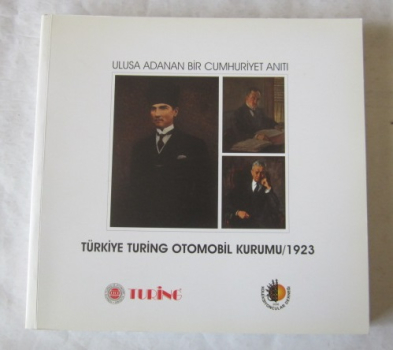 ULUSA ADANAN BİR CUMHURİYET ANITI
TÜRKİYE TURİNG OTOMOBİL KURUMU/1923
TURİNG